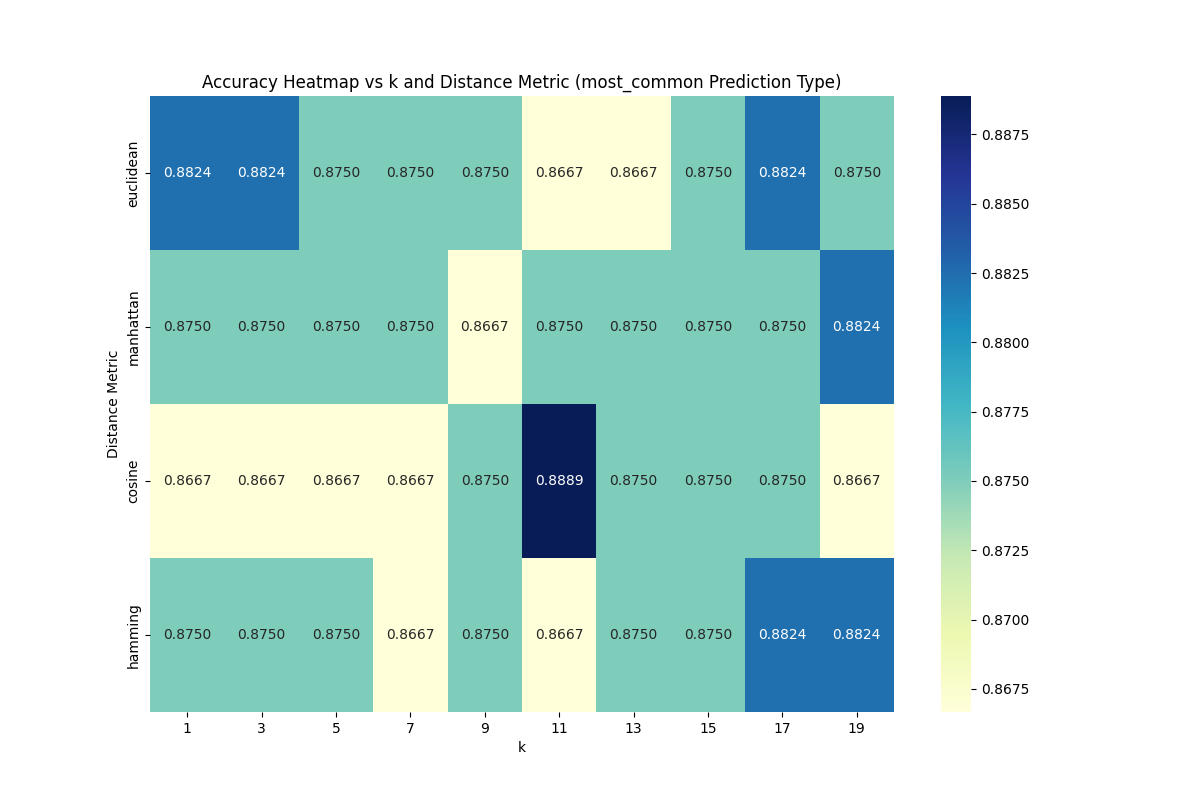 Accuracy Heatmap vs k and Distance Metric (most_common Prediction Type)
Distance Metric
euclidean
0.8824 0.8824 0.8750 0.8750 0.8750 0.8667 0.8667 0.8750 0.8824 0.8750
manhattan
0.8750 0.8750 0.8750 0.8750 0.8667 0.8750 0.8750 0.8750 0.8750 0.8824
cosine
0.8667 0.8667 0.8667 0.8667 0.8750 0.8889 0.8750 0.8750 0.8750 0.8667
hamming
0.8750 0.8750 0.8750 0.8667 0.8750 0.8667 0.8750 0.8750 0.8824 0.8824
1 3 5 7 9 11 13 15 17 19
k
0.8875
0.8850
0.8825
0.8800
0.8775
0.8750
0.8725
0.8700
0.8675